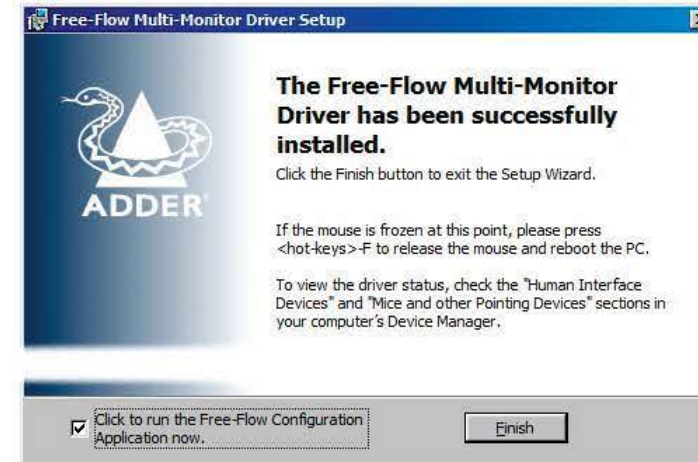 Free-Flow Multi-Monitor Driver Setup
The Free-Flow Multi-Monitor
Driver has been successfully
installed.
Click the Finish button to exit the Setup Wizard.
ADDER®
If the mouse is frozen at this point, please press
<hot-keys>-F to release the mouse and reboot the PC.
To view the driver status, check the "Human Interface
Devices" and "Mice and other Pointing Devices" sections in
your computer's Device Manager.
Click to run the Free-Flow Configuration
Application now.
Finish